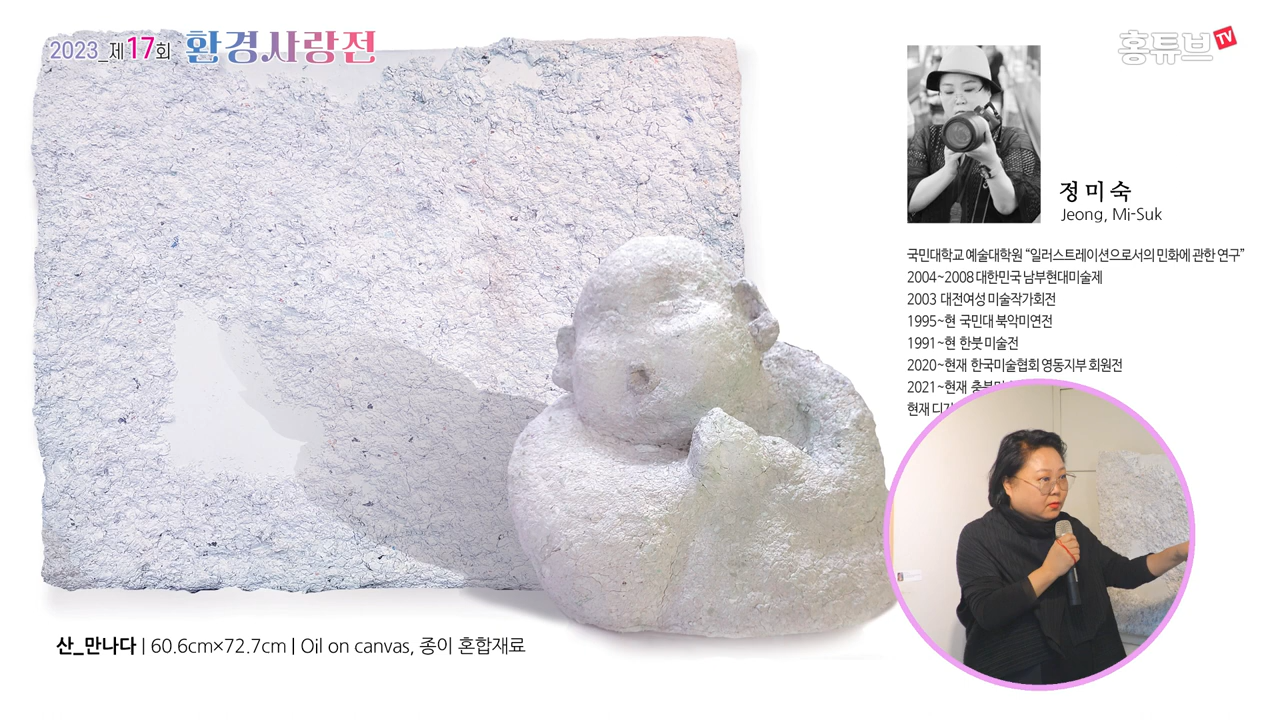 2023_제17회 환경사랑전
홍튜브 TV
정미숙
Jeong, Mi-Suk
국민대학교 예술대학원 “일러스트레이션으로서의 민화에 관한 연구”
2004~2008 대한민국 남부현대미술제
2003 대전여성 미술작가회전
1995~현 국민대 북악미연전
1991~현 한붓 미술전
2020~현재 한국미술협회 영동지부 회원전
2021~현재
현재
산_만나다 | 60.6cm×72.7cm | Oil on canvas, 종이 혼합재료